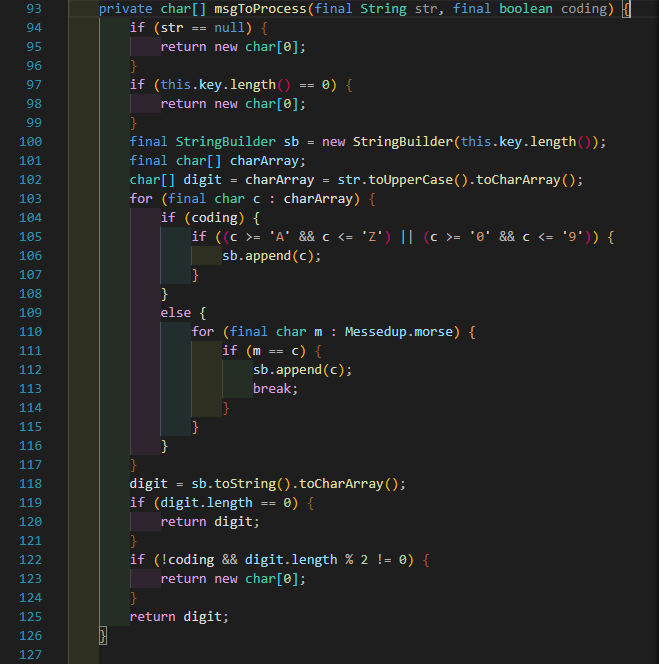 93 private char[] msgToProcess(final String str, final boolean coding) {
94 if (str == null) {
95 return new char[0];
96 }
97 if (this.key.length() == 0) {
98 return new char[0];
99 }
100 final StringBuilder sb = new StringBuilder(this.key.length());
101 final char[] charArray;
102 char[] digit = charArray = str.toUpperCase().toCharArray();
103 for (final char c : charArray) {
104 if (coding) {
105 if ((c >= 'A' && c <= 'Z') || (c >= '0' && c <= '9')) {
106 sb.append(c);
107 }
108 }
109 else {
110 for (final char m : Messedup.morse) {
111 if (m == c) {
112 sb.append(c);
113 break;
114 }
115 }
116 }
117 }
118 digit = sb.toString().toCharArray();
119 if (digit.length == 0) {
120 return digit;
121 }
122 if (!coding && digit.length % 2 != 0) {
123 return new char[0];
124 }
125 return digit;
126 }
127